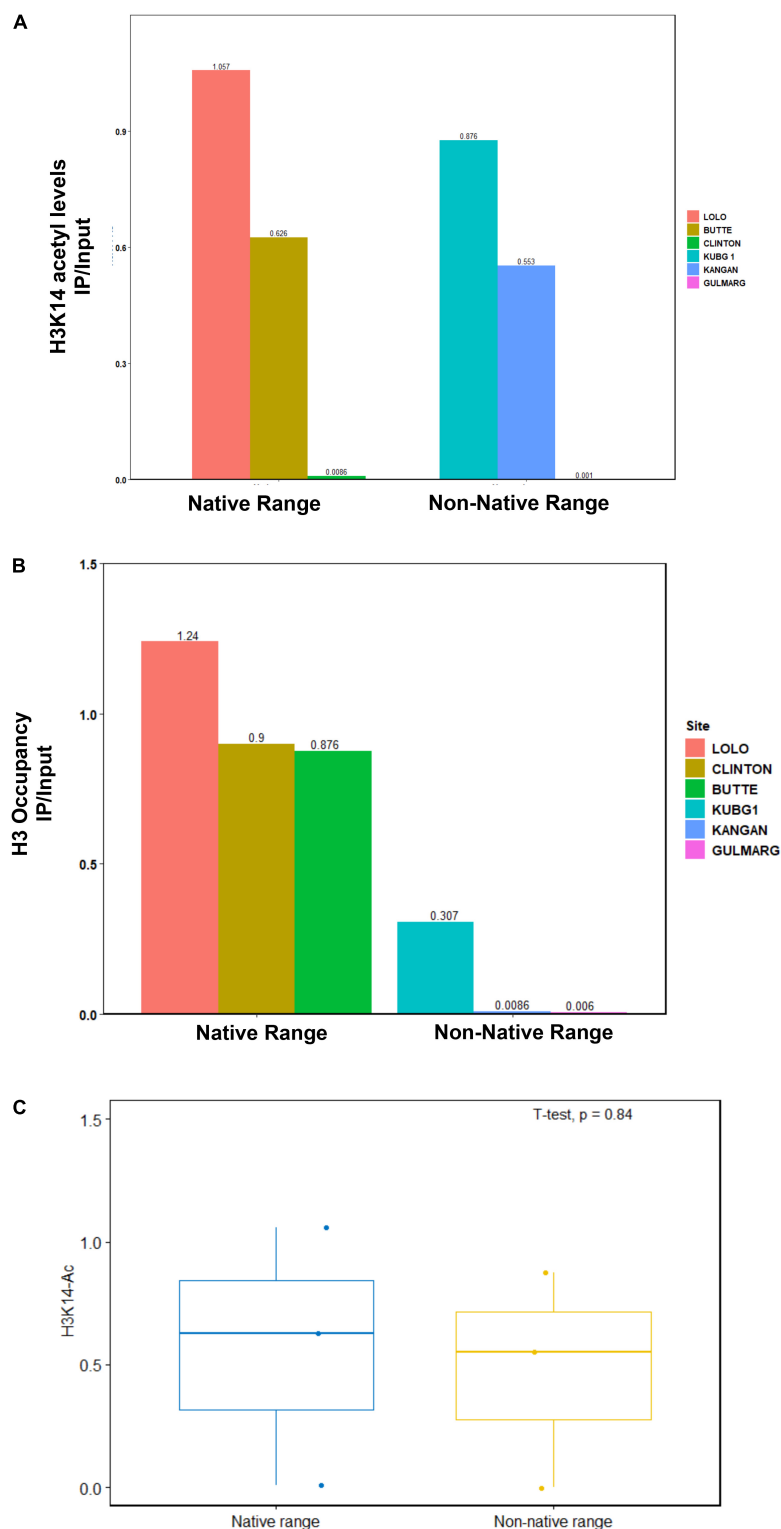 A
H3K14 acetyl levels
IP/Input
0.9
0.6
0.3
0.0
1.057
0.626
0.0086
0.876
0.553
0.001
Native Range
Non-Native Range
LOLO
BUTTE
CLINTON
KUBG 1
KANGAN
GULMARG
B
H3 Occupancy
IP/Input
1.5
1.0
0.5
0.0
1.24
0.9
0.876
0.307
0.0086
0.006
Native Range
Non-Native Range
Site
LOLO
CLINTON
BUTTE
KUBG1
KANGAN
GULMARG
C
T-test, p = 0.84
H3K14-Ac
1.5
1.0
0.5
0.0
Native range
Non-native range